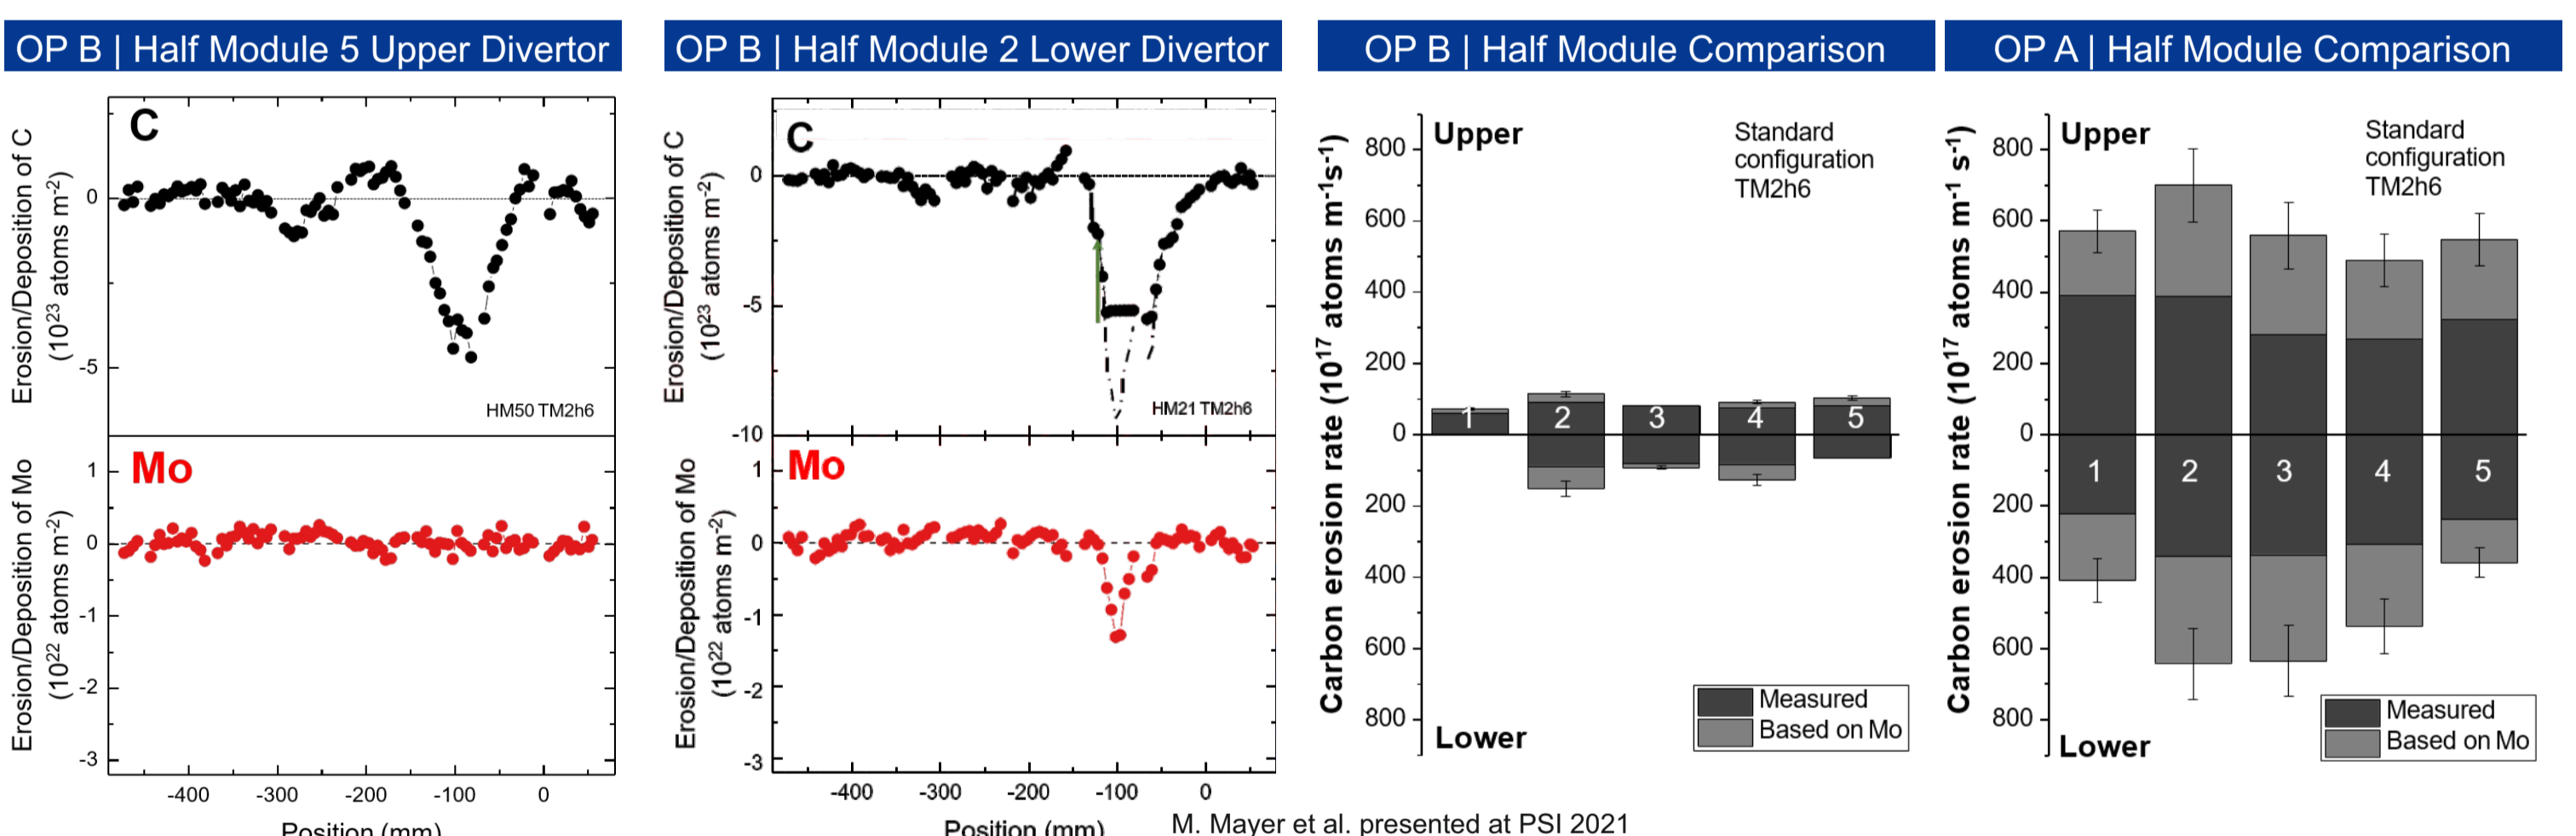 OP B | Half Module 5 Upper Divertor
C
Erosion/Deposition of C
(10²³ atoms m⁻²)
0
-5
HM50 TM2h6
Mo
Erosion/Deposition of Mo
(10²² atoms m⁻²)
1
0
-1
-2
-3
-400 -300 -200 -100 0
Position (mm)
OP B | Half Module 2 Lower Divertor
C
Erosion/Deposition of C
(10²³ atoms m⁻²)
0
-5
-10
HM21 TM2h6
Mo
Erosion/Deposition of Mo
(10²² atoms m⁻²)
1
0
-1
-2
-3
-400 -300 -200 -100 0
Position (mm)
OP B | Half Module Comparison
Upper
Standard
configuration
TM2h6
Carbon erosion rate (10¹⁷ atoms m⁻¹s⁻¹)
800
600
400
200
0
200
400
600
800
1 2 3 4 5
Measured
Based on Mo
Lower
OP A | Half Module Comparison
Upper
Standard
configuration
TM2h6
Carbon erosion rate (10¹⁷ atoms m⁻¹ s⁻¹)
800
600
400
200
0
200
400
600
800
1 2 3 4 5
Measured
Based on Mo
Lower
M. Mayer et al. presented at PSI 2021